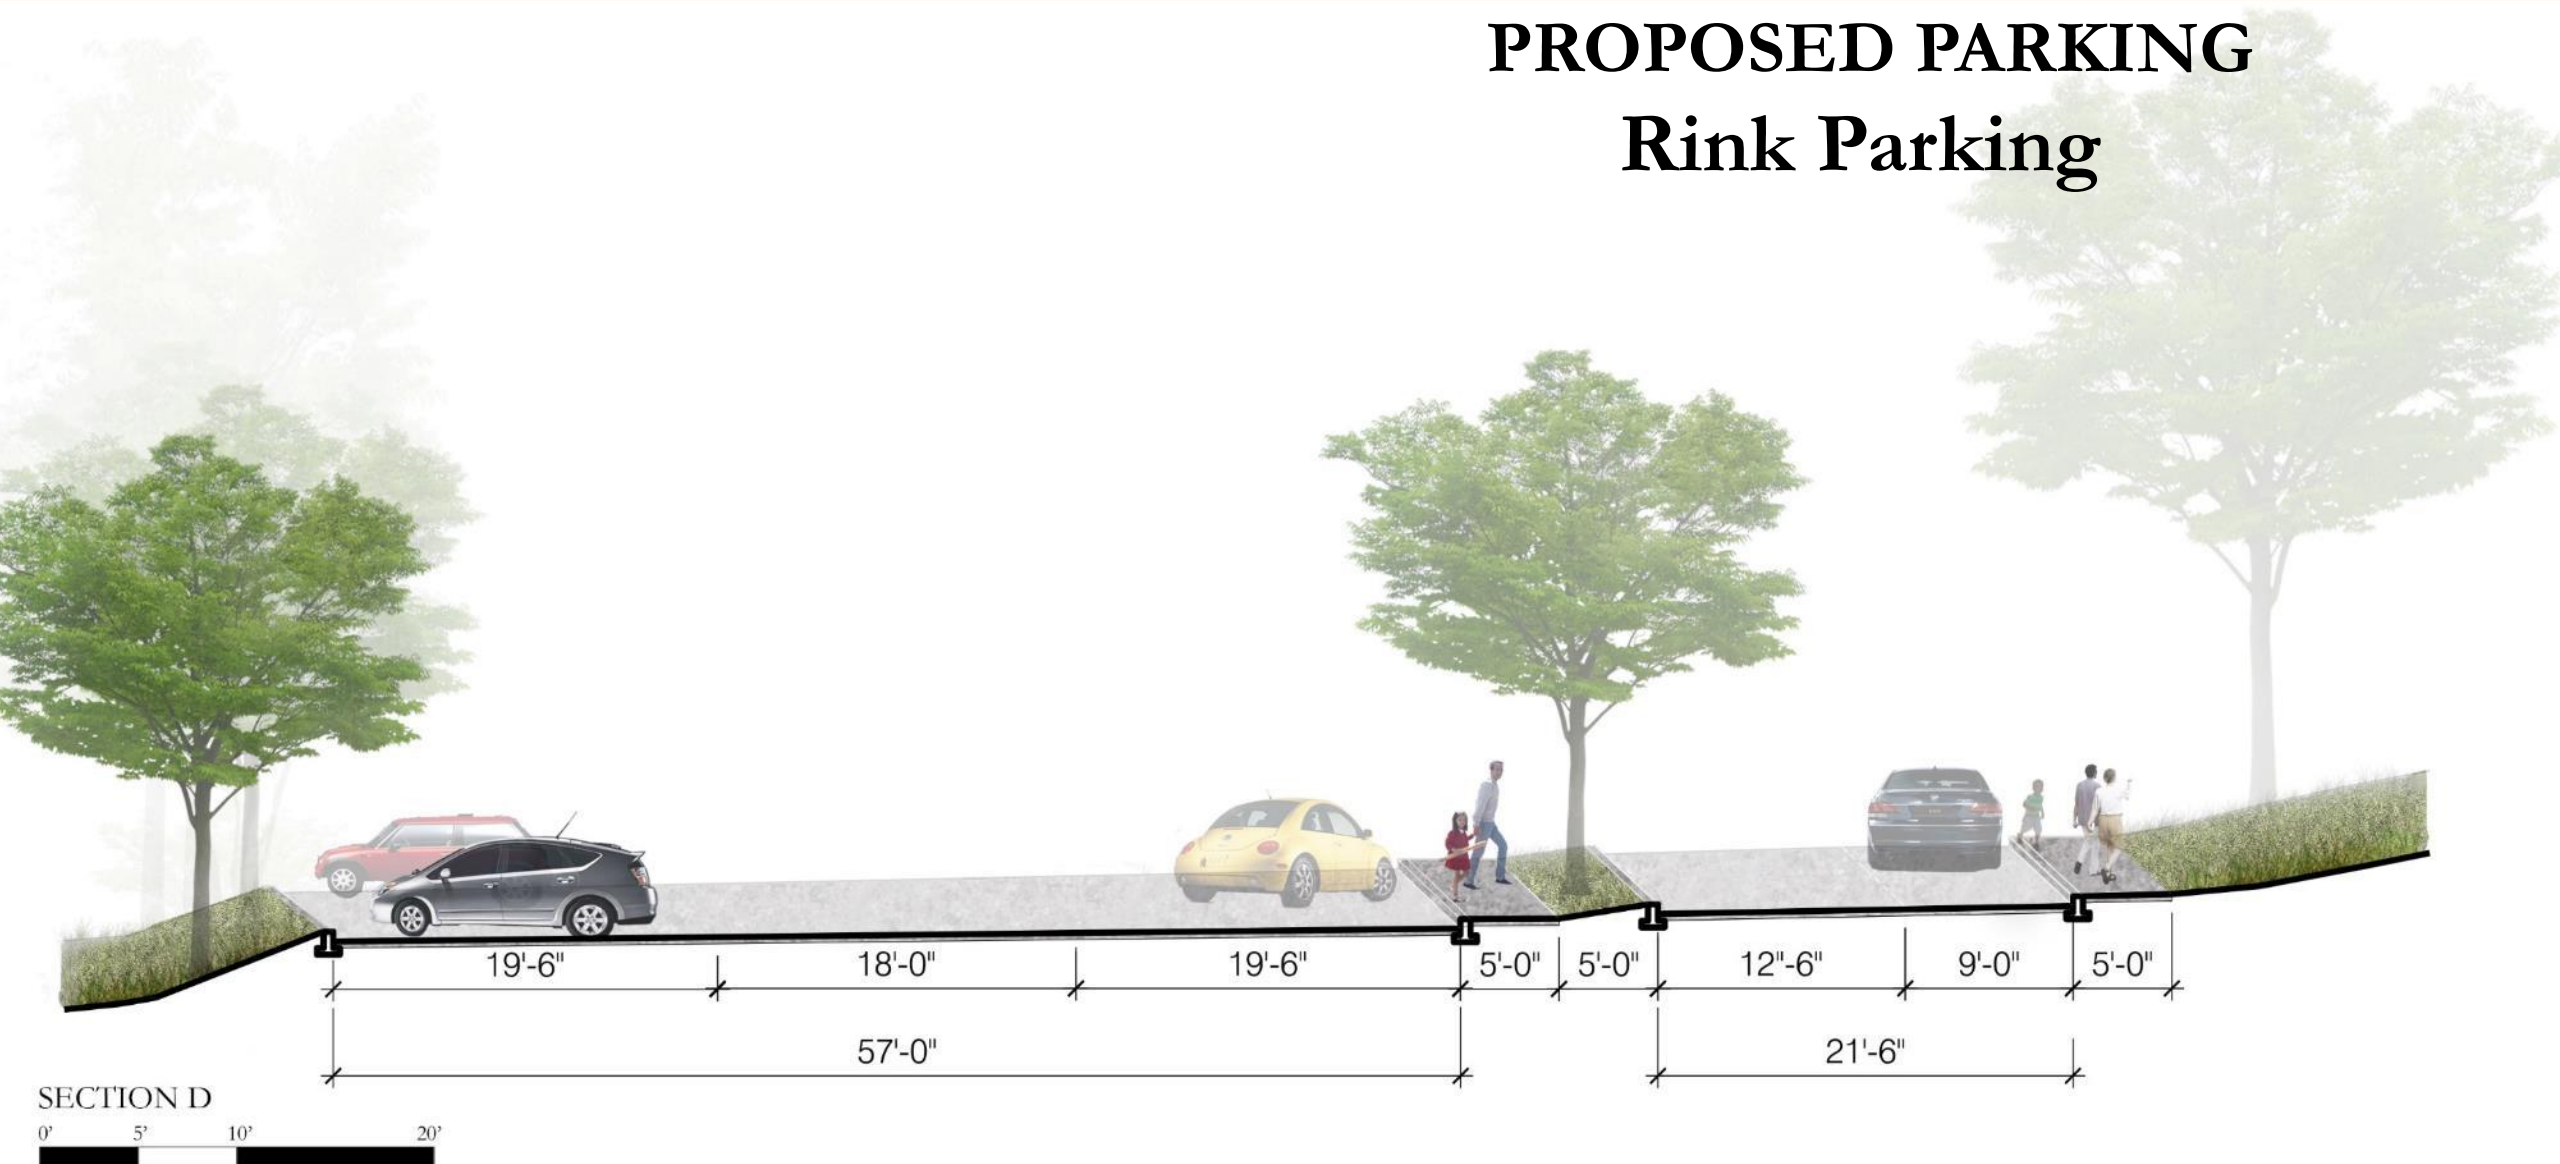 PROPOSED PARKING
Rink Parking
19'-6" 18'-0" 19'-6" 5'-0" 5'-0" 12"-6" 9'-0" 5'-0"
57'-0" 21'-6"
SECTION D
0' 5' 10' 20'